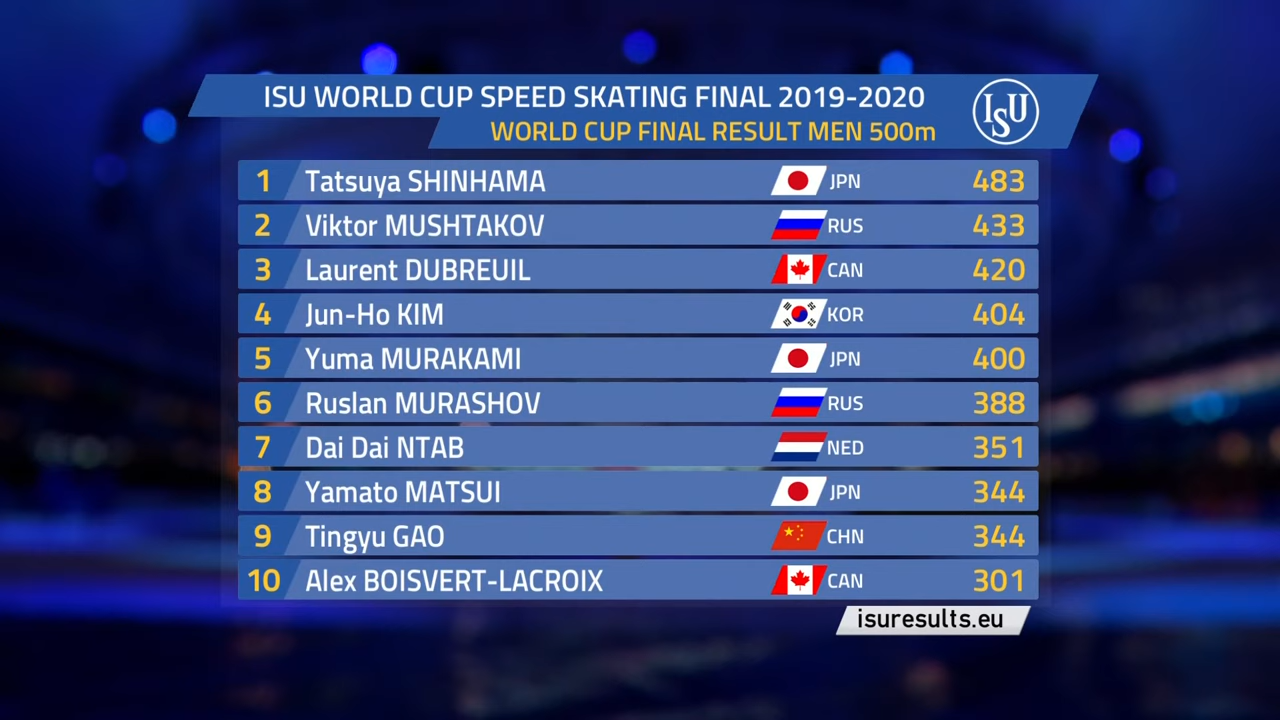 ISU WORLD CUP SPEED SKATING FINAL 2019-2020
ISU
WORLD CUP FINAL RESULT MEN 500m
1 Tatsuya SHINHAMA JPN 483
2 Viktor MUSHTAKOV RUS 433
3 Laurent DUBREUIL CAN 420
4 Jun-Ho KIM KOR 404
5 Yuma MURAKAMI JPN 400
6 Ruslan MURASHOV RUS 388
7 Dai Dai NTAB NED 351
8 Yamato MATSUI JPN 344
9 Tingyu GAO CHN 344
10 Alex BOISVERT-LACROIX CAN 301
isuresults.eu